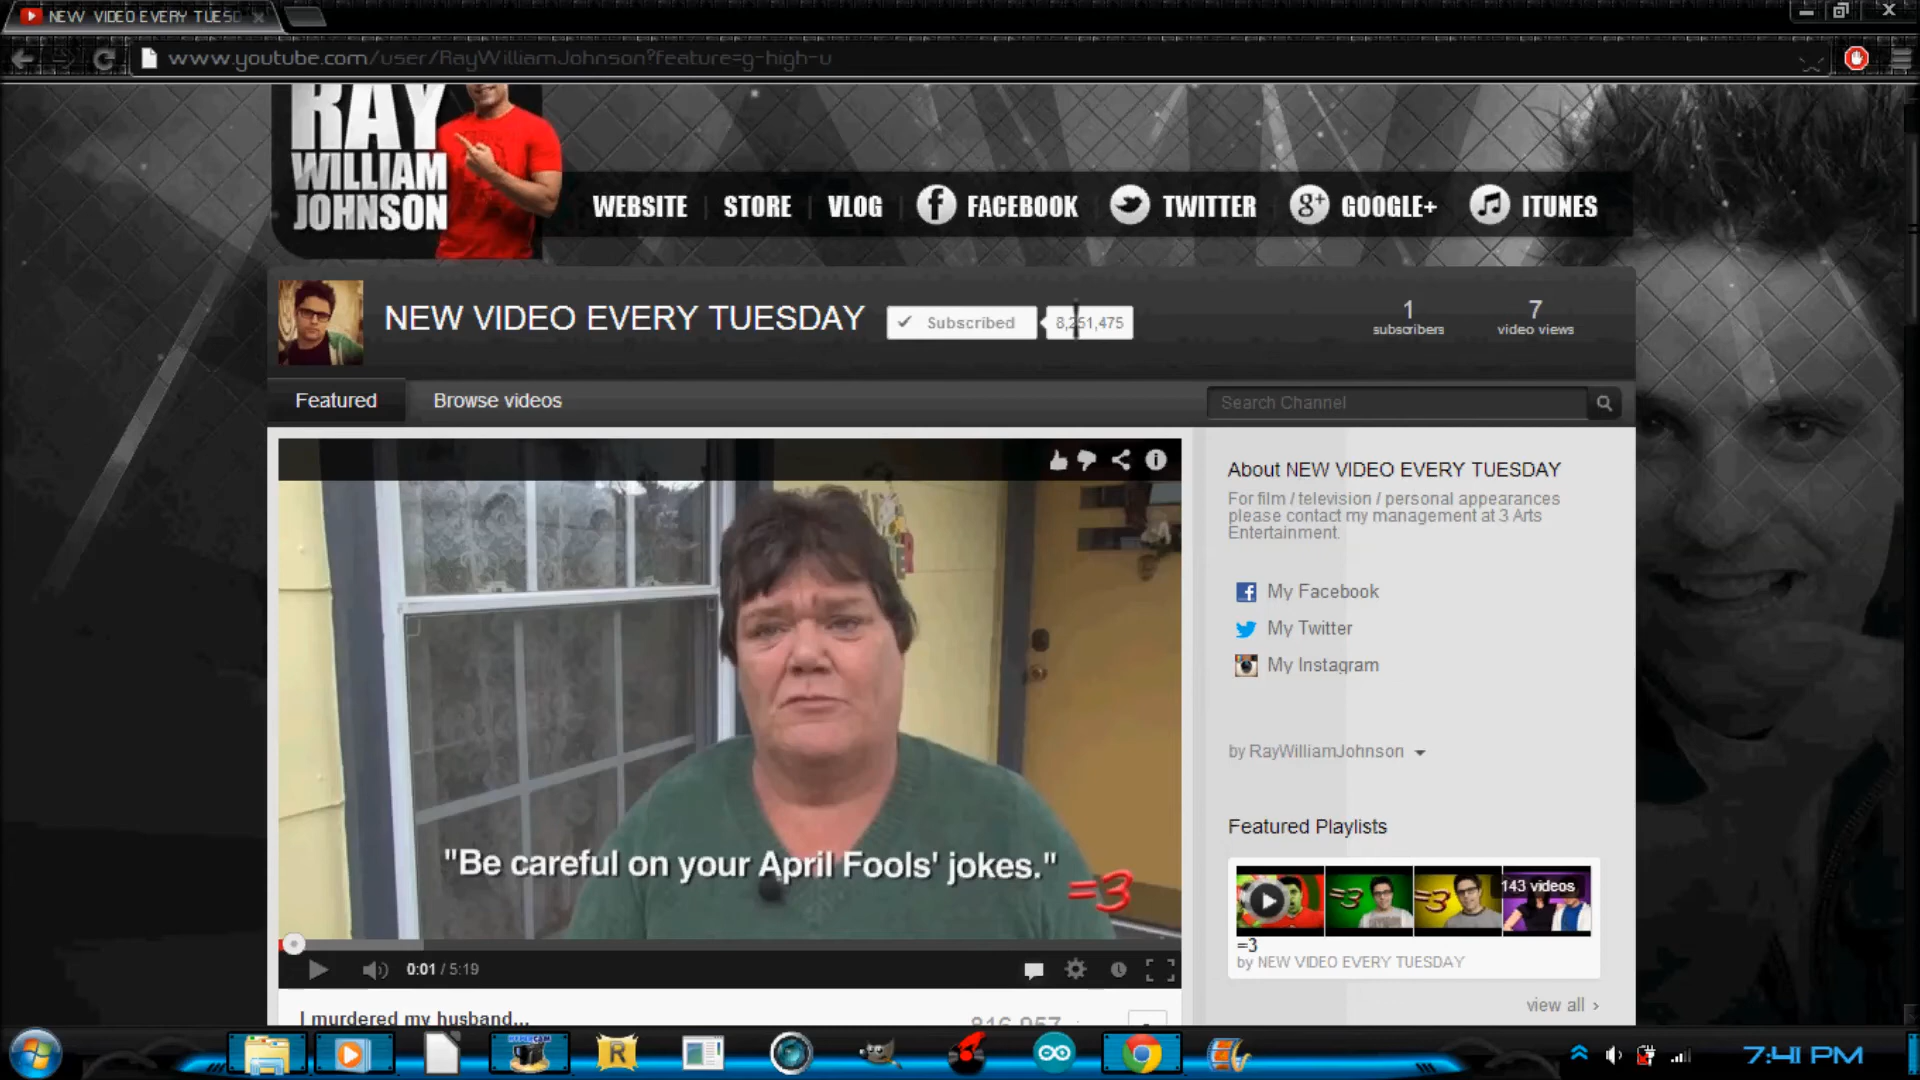 NEW VIDEO EVERY TUESD
www.youtube.com/user/RayWilliamJohnson?feature=g-high-u
RAY
WILLIAM
JOHNSON
WEBSITE
STORE
VLOG
FACEBOOK
TWITTER
GOOGLE+
ITUNES
NEW VIDEO EVERY TUESDAY
Subscribed
8,251,475
1
subscribers
7
video views
Featured
Browse videos
Search Channel
"Be careful on your April Fools' jokes."
=3
0:01 / 5:19
I murdered my husband...
816,957
About NEW VIDEO EVERY TUESDAY
For film / television / personal appearances
please contact my management at 3 Arts
Entertainment.
My Facebook
My Twitter
My Instagram
by RayWilliamJohnson
Featured Playlists
=3
=3
143 videos
=3
by NEW VIDEO EVERY TUESDAY
view all ›
HYPERCAM
R
7:41 PM